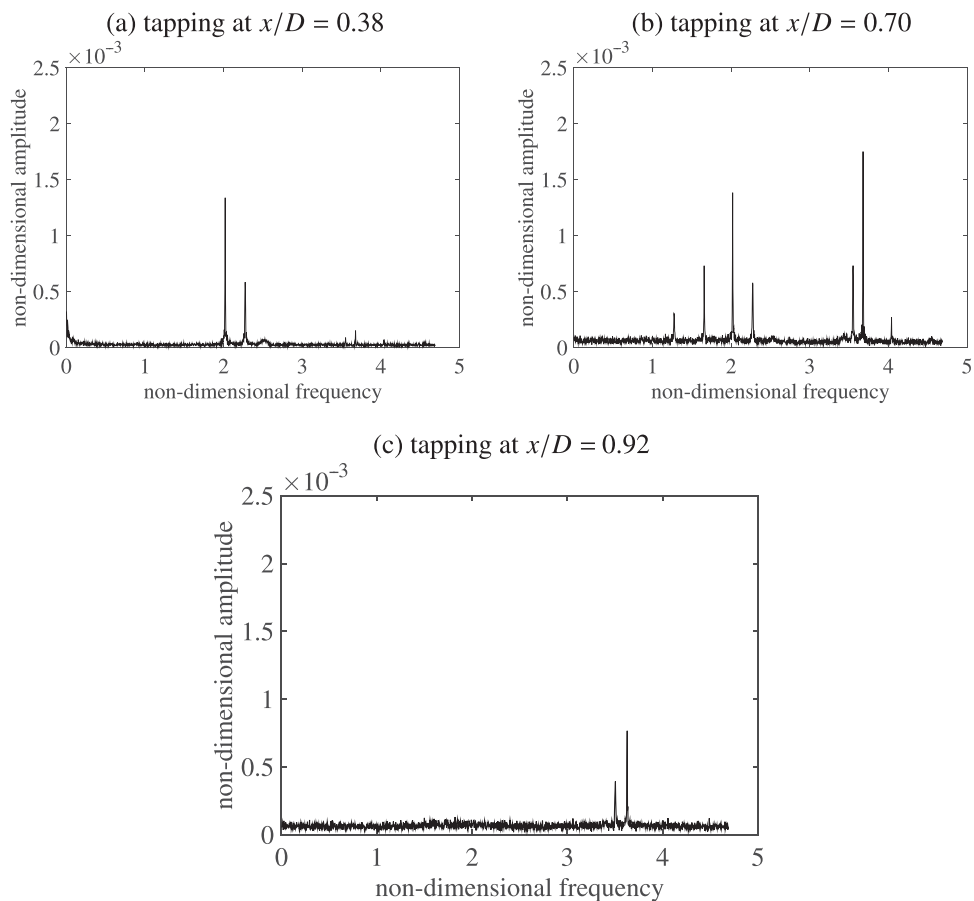 (a) tapping at x/D = 0.38
×10⁻³
2.5
2
1.5
1
0.5
0
non-dimensional amplitude
0 1 2 3 4 5
non-dimensional frequency
(b) tapping at x/D = 0.70
×10⁻³
2.5
2
1.5
1
0.5
0
non-dimensional amplitude
0 1 2 3 4 5
non-dimensional frequency
(c) tapping at x/D = 0.92
×10⁻³
2.5
2
1.5
1
0.5
0
non-dimensional amplitude
0 1 2 3 4 5
non-dimensional frequency